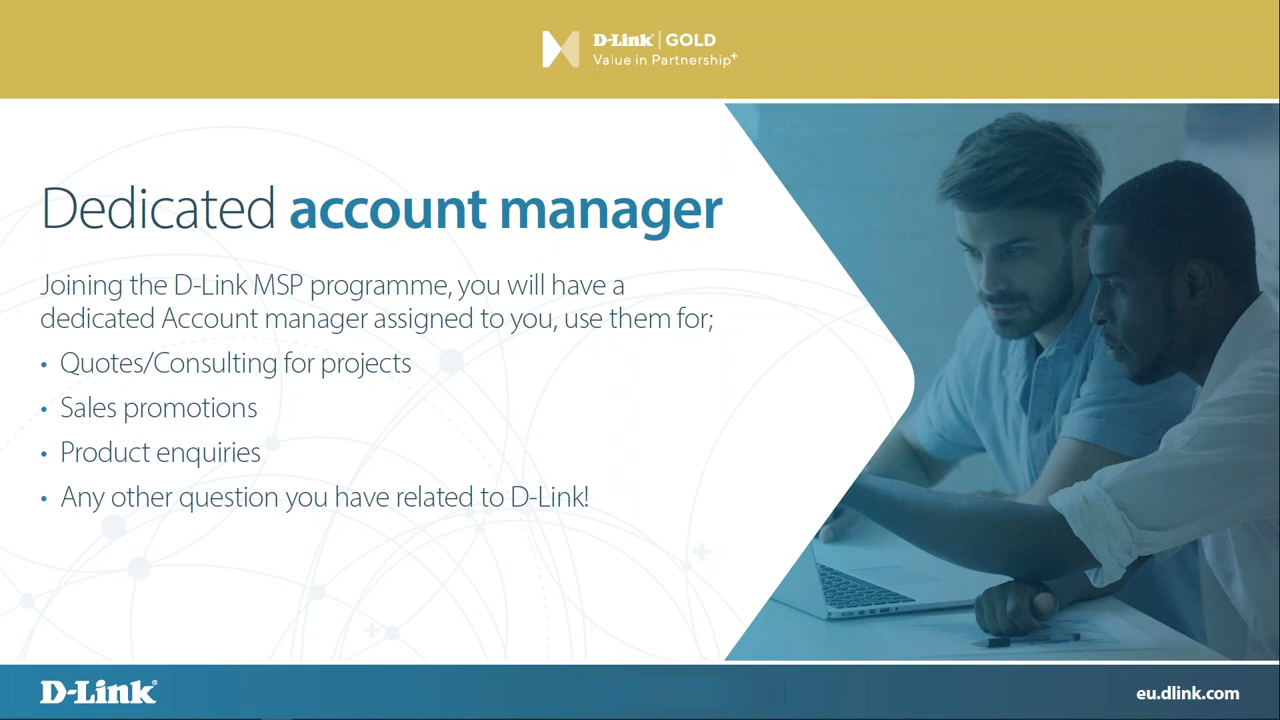 D-Link | GOLD
Value in Partnership+
Dedicated account manager
Joining the D-Link MSP programme, you will have a
dedicated Account manager assigned to you, use them for;
• Quotes/Consulting for projects
• Sales promotions
• Product enquiries
• Any other question you have related to D-Link!
D-Link®
eu.dlink.com